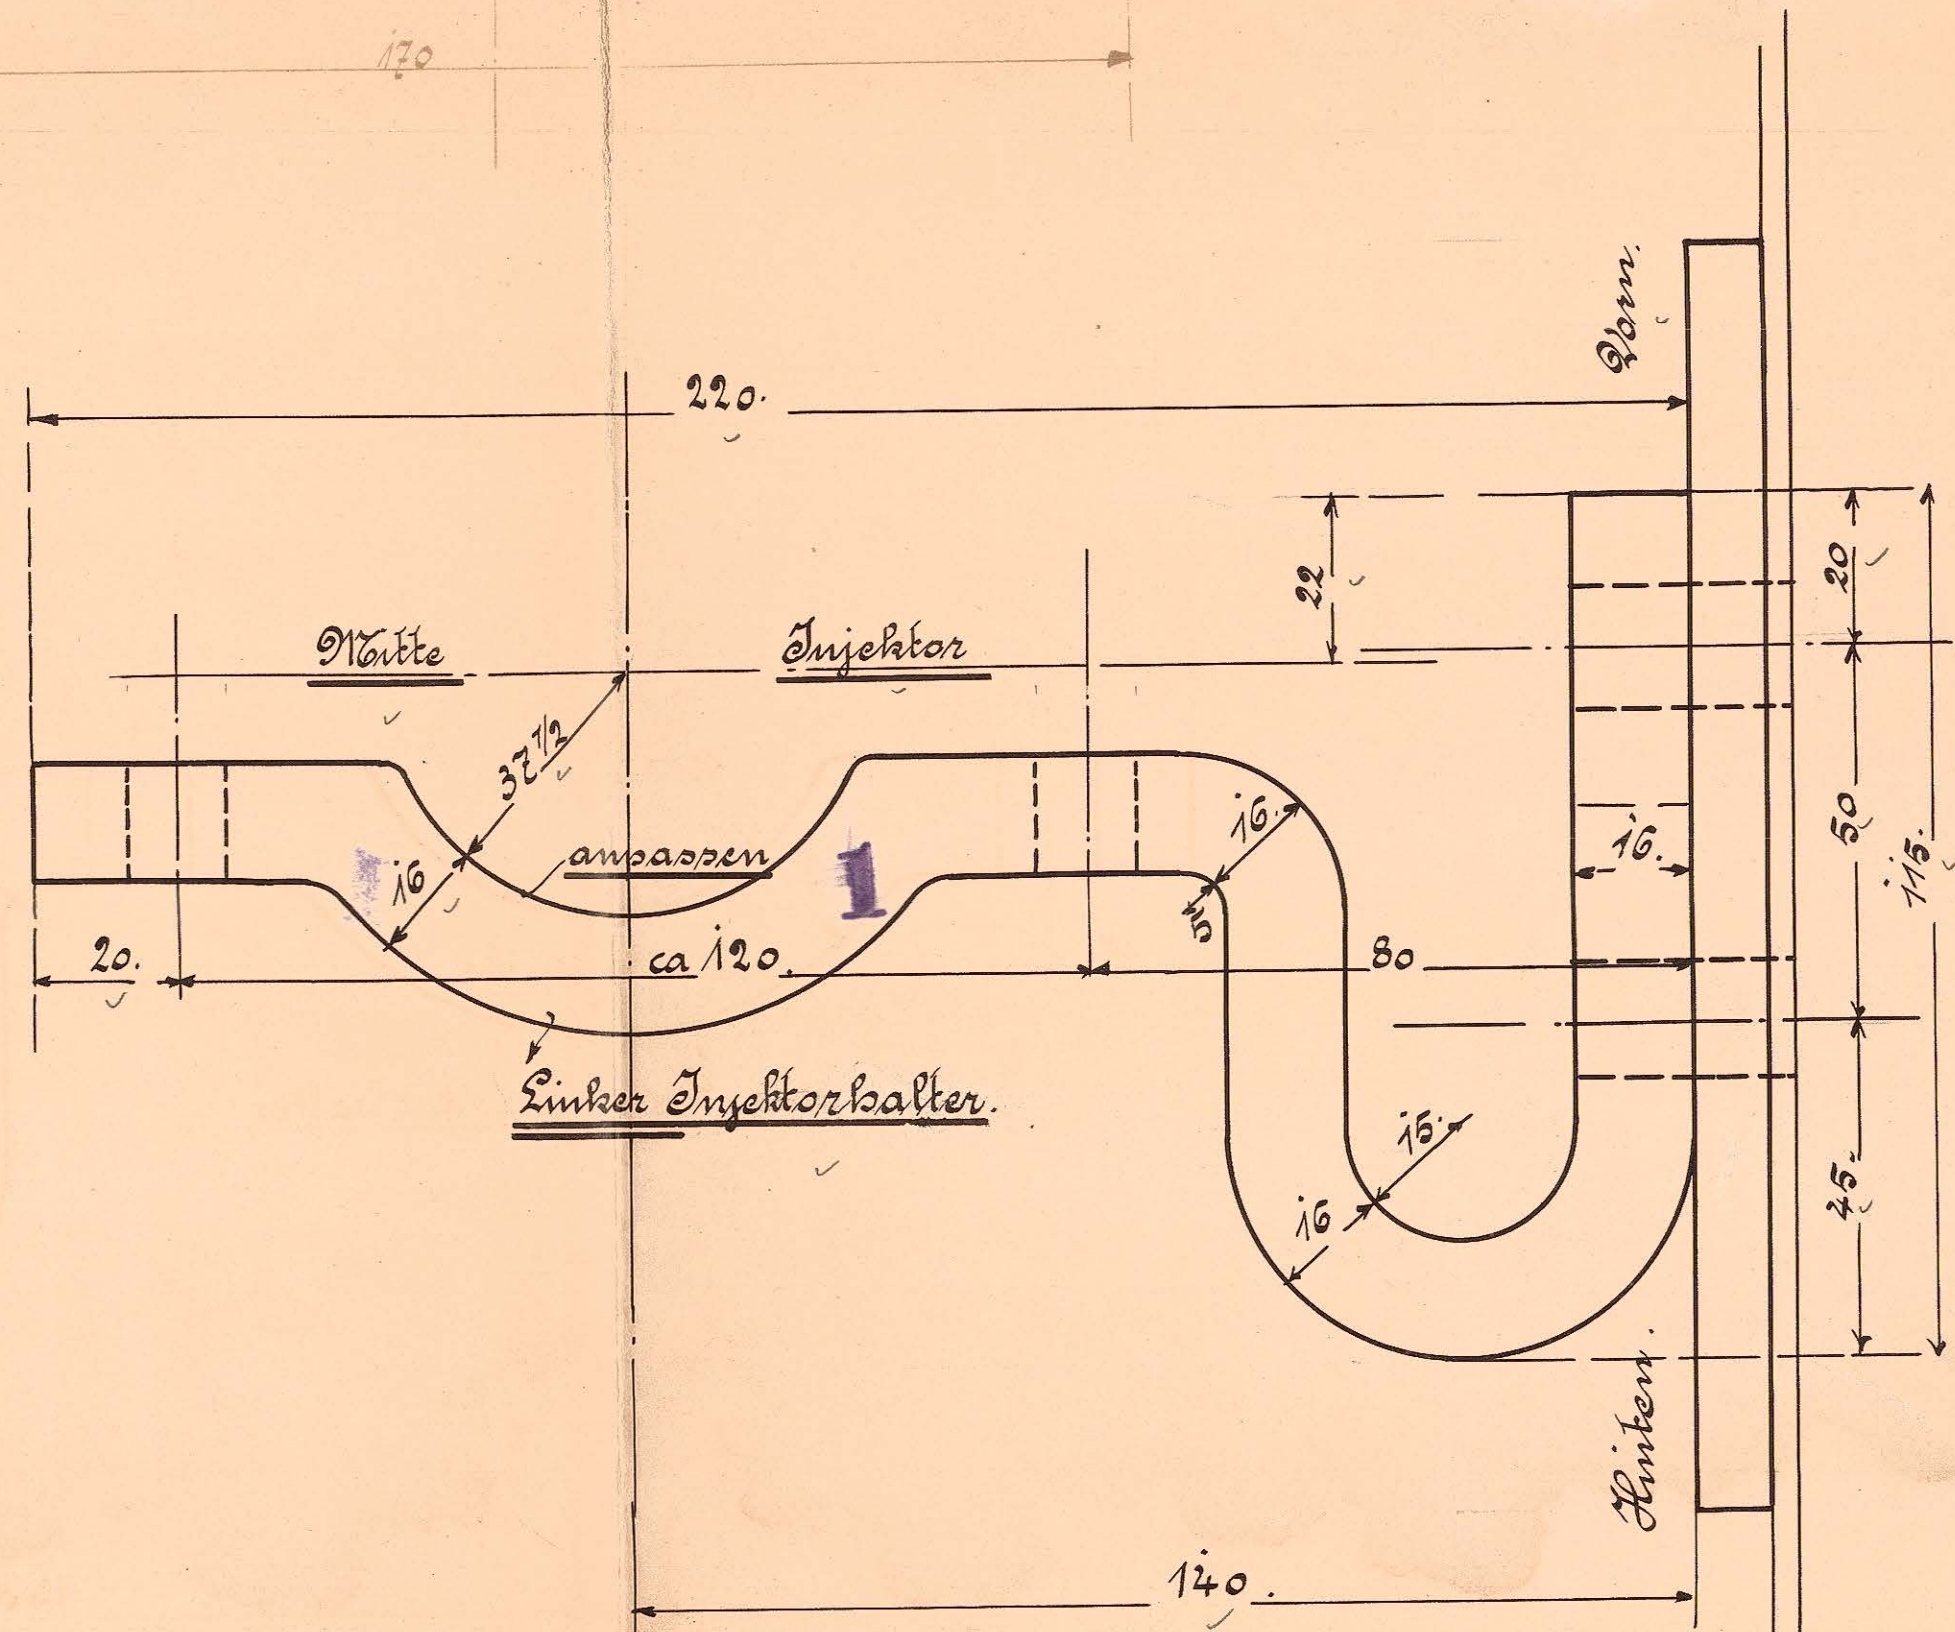 170
Vorn.
220.
22
20
Mitte
Injektor
37 1/2
16.
50
16.
115.
anpassen
16
1
5"
20.
ca 120.
80
Linker Injektorhalter.
15.
16
45.
Hinten.
140.